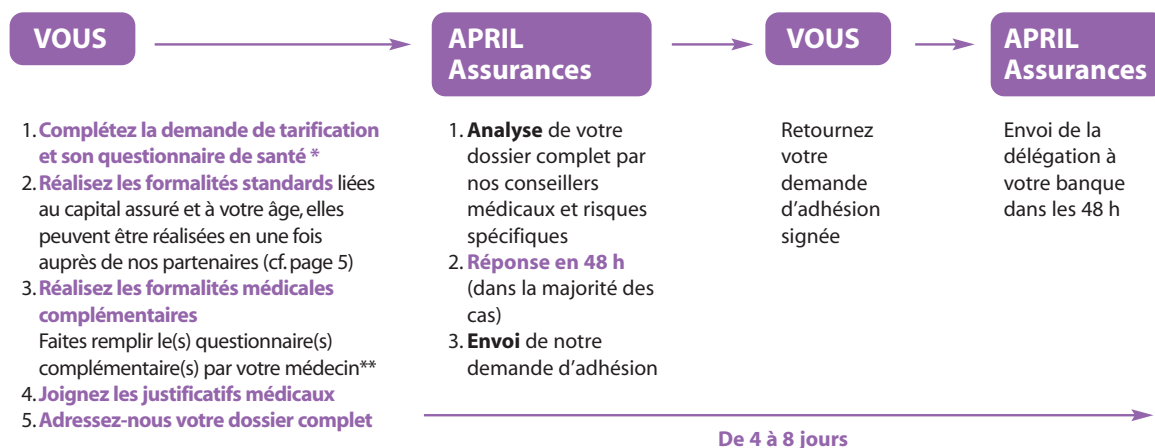 VOUS
1. Complétez la demande de tarification
et son questionnaire de santé *
2. Réalisez les formalités standards liées
au capital assuré et à votre âge, elles
peuvent être réalisées en une fois
auprès de nos partenaires (cf. page 5)
3. Réalisez les formalités médicales
complémentaires
Faites remplir le(s) questionnaire(s)
complémentaire(s) par votre médecin**
4. Joignez les justificatifs médicaux
5. Adressez-nous votre dossier complet
APRIL
Assurances
1. Analyse de votre
dossier complet par
nos conseillers
médicaux et risques
spécifiques
2. Réponse en 48 h
(dans la majorité des
cas)
3. Envoi de notre
demande d’adhésion
VOUS
Retournez
votre
demande
d’adhésion
signée
APRIL
Assurances
Envoi de la
délégation à
votre banque
dans les 48 h
De 4 à 8 jours